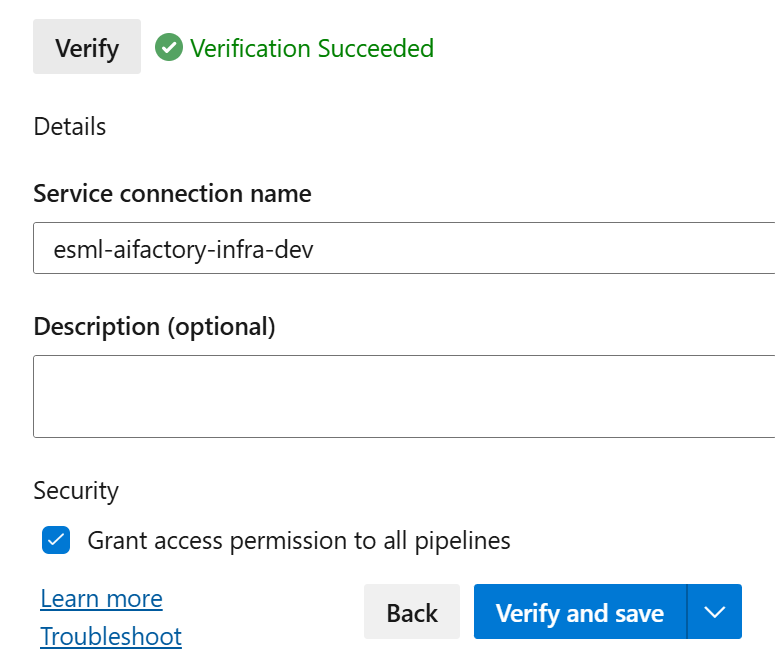 Verify
Verification Succeeded
Details
Service connection name
esml-aifactory-infra-dev
Description (optional)
Security
Grant access permission to all pipelines
Learn more
Back
Verify and save
Troubleshoot